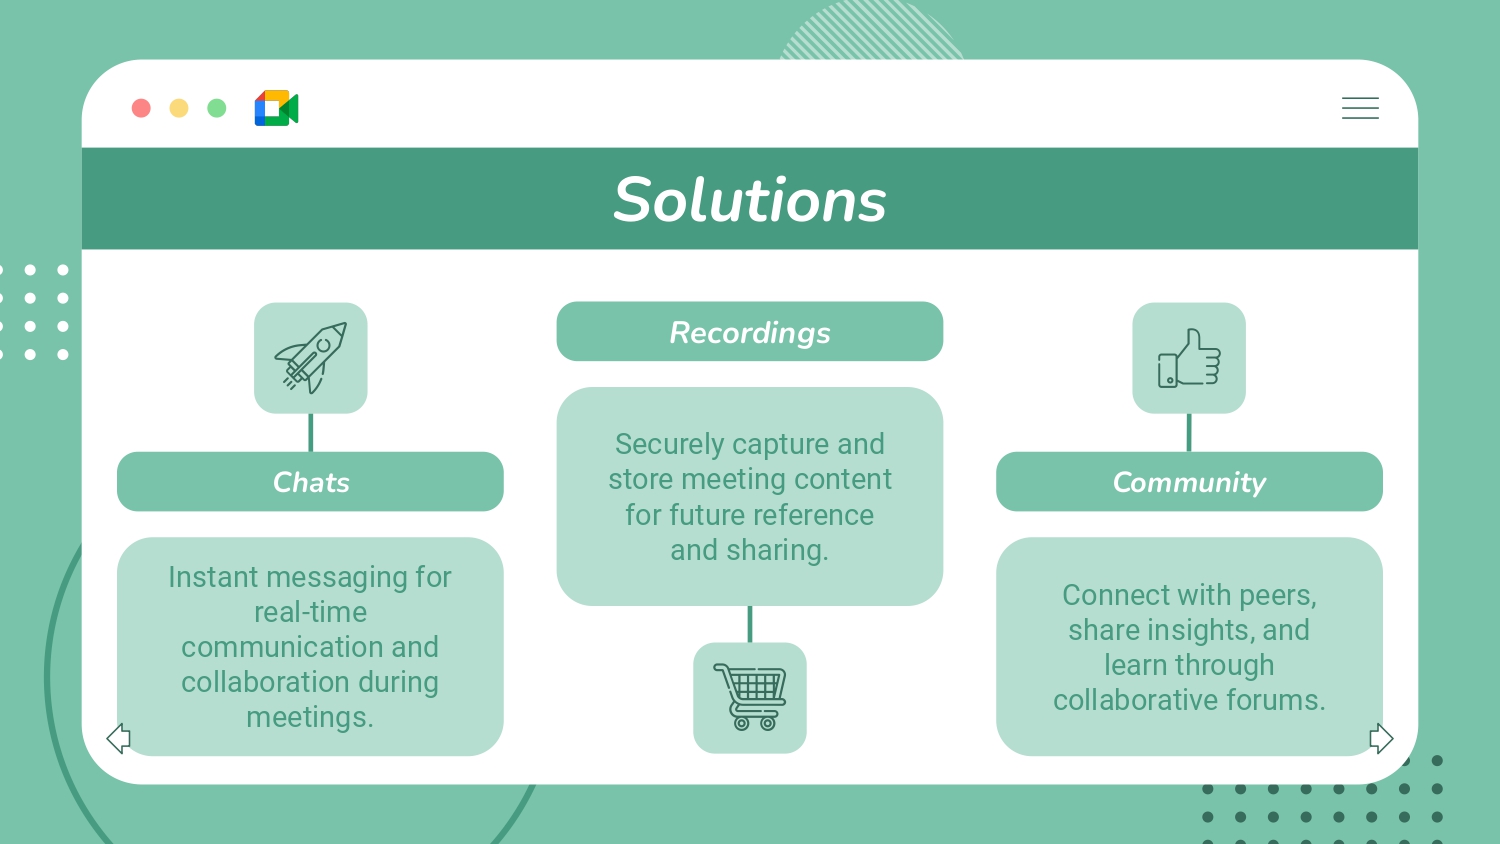 Solutions
Chats
Instant messaging for
real-time
communication and
collaboration during
meetings.
Recordings
Securely capture and
store meeting content
for future reference
and sharing.
Community
Connect with peers,
share insights, and
learn through
collaborative forums.